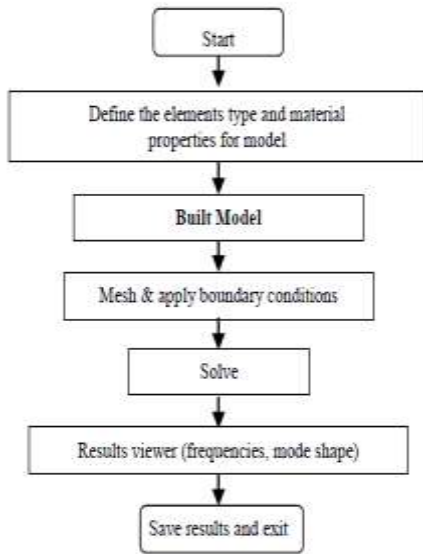 Start
Define the elements type and material
properties for model
Built Model
Mesh & apply boundary conditions
Solve
Results viewer (frequencies, mode shape)
Save results and exit